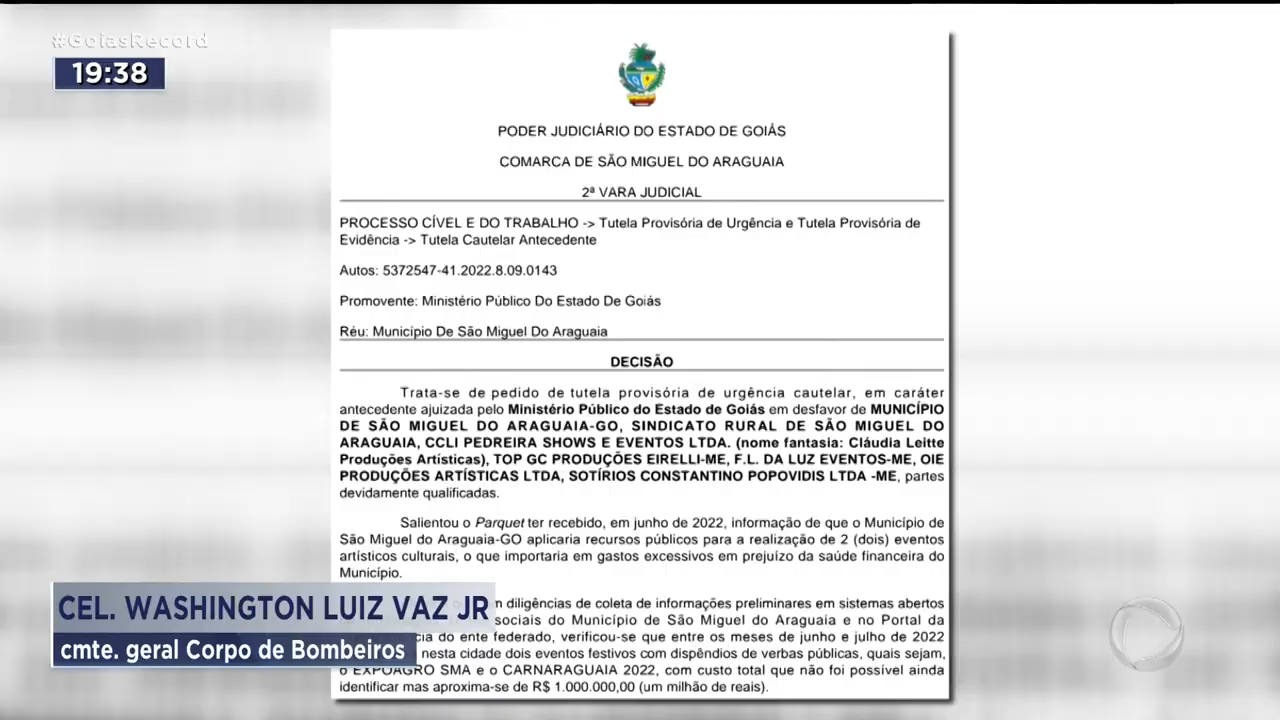 #GoiásRecord
19:38
PODER JUDICIÁRIO DO ESTADO DE GOIÁS
COMARCA DE SÃO MIGUEL DO ARAGUAIA
2ª VARA JUDICIAL
PROCESSO CÍVEL E DO TRABALHO -> Tutela Provisória de Urgência e Tutela Provisória de
Evidência -> Tutela Cautelar Antecedente
Autos: 5372547-41.2022.8.09.0143
Promovente: Ministério Público Do Estado De Goiás
Réu: Município De São Miguel Do Araguaia
DECISÃO
Trata-se de pedido de tutela provisória de urgência cautelar, em caráter
antecedente ajuizada pelo Ministério Público do Estado de Goiás em desfavor de MUNICÍPIO
DE SÃO MIGUEL DO ARAGUAIA-GO, SINDICATO RURAL DE SÃO MIGUEL DO
ARAGUAIA, CCLI PEDREIRA SHOWS E EVENTOS LTDA. (nome fantasia: Cláudia Leitte
Produções Artísticas), TOP GC PRODUÇÕES EIRELLI-ME, F.L. DA LUZ EVENTOS-ME, OIE
PRODUÇÕES ARTÍSTICAS LTDA, SOTÍRIOS CONSTANTINO POPOVIDIS LTDA -ME, partes
devidamente qualificadas.
Salientou o Parquet ter recebido, em junho de 2022, informação de que o Município de
São Miguel do Araguaia-GO aplicaria recursos públicos para a realização de 2 (dois) eventos
artísticos culturais, o que importaria em gastos excessivos em prejuízo da saúde financeira do
Município.
diligências de coleta de informações preliminares em sistemas abertos
sociais do Município de São Miguel do Araguaia e no Portal da
do ente federado, verificou-se que entre os meses de junho e julho de 2022
nesta cidade dois eventos festivos com dispêndios de verbas públicas, quais sejam,
o EXPOAGRO SMA e o CARNARAGUAIA 2022, com custo total que não foi possível ainda
identificar mas aproxima-se de R$ 1.000.000,00 (um milhão de reais).
CEL. WASHINGTON LUIZ VAZ JR
cmte. geral Corpo de Bombeiros